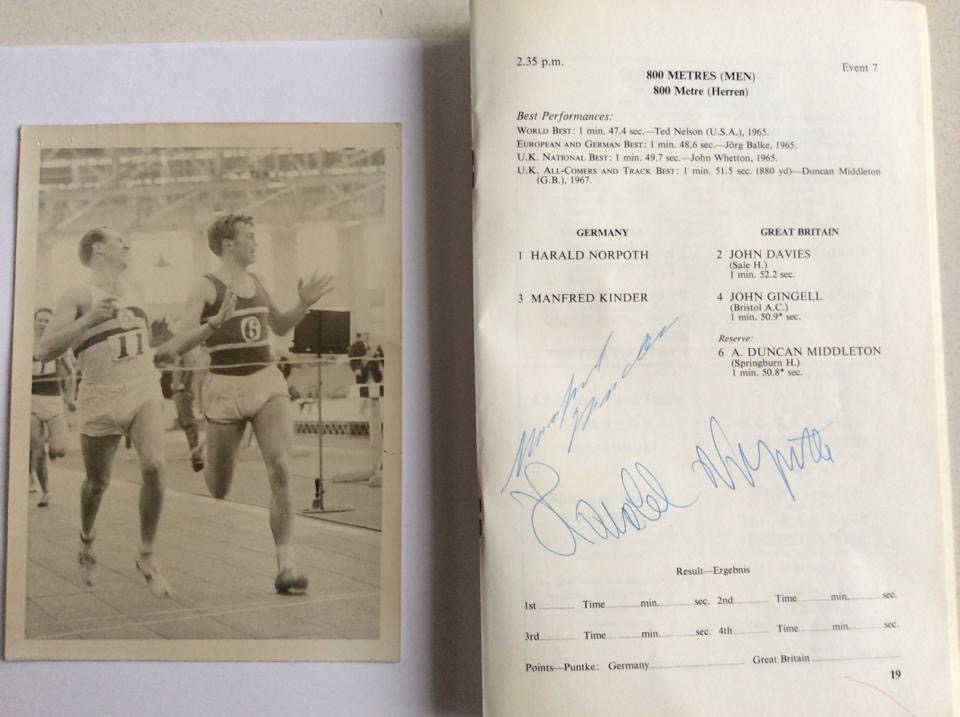 11
6
2.35 p.m.
Event 7
800 METRES (MEN)
800 Metre (Herren)
Best Performances:
WORLD BEST: 1 min. 47.4 sec.—Ted Nelson (U.S.A.), 1965.
EUROPEAN AND GERMAN BEST: 1 min. 48.6 sec.—Jörg Balke, 1965.
U.K. NATIONAL BEST: 1 min. 49.7 sec.—John Whetton, 1965.
U.K. ALL-COMERS AND TRACK BEST: 1 min. 51.5 sec. (880 yd)—Duncan Middleton
(G.B.), 1967.
GERMANY
1 HARALD NORPOTH
3 MANFRED KINDER
GREAT BRITAIN
2 JOHN DAVIES
(Sale H.)
1 min. 52.2 sec.
4 JOHN GINGELL
(Bristol A.C.)
1 min. 50.9* sec.
Reserve:
6 A. DUNCAN MIDDLETON
(Springburn H.)
1 min. 50.8* sec.
Manfred
Kinder
Harald Norpoth
Result—Ergebnis
1st Time min. sec. 2nd Time min. sec.
3rd Time min. sec. 4th Time min. sec.
Points—Puntke: Germany Great Britain
19